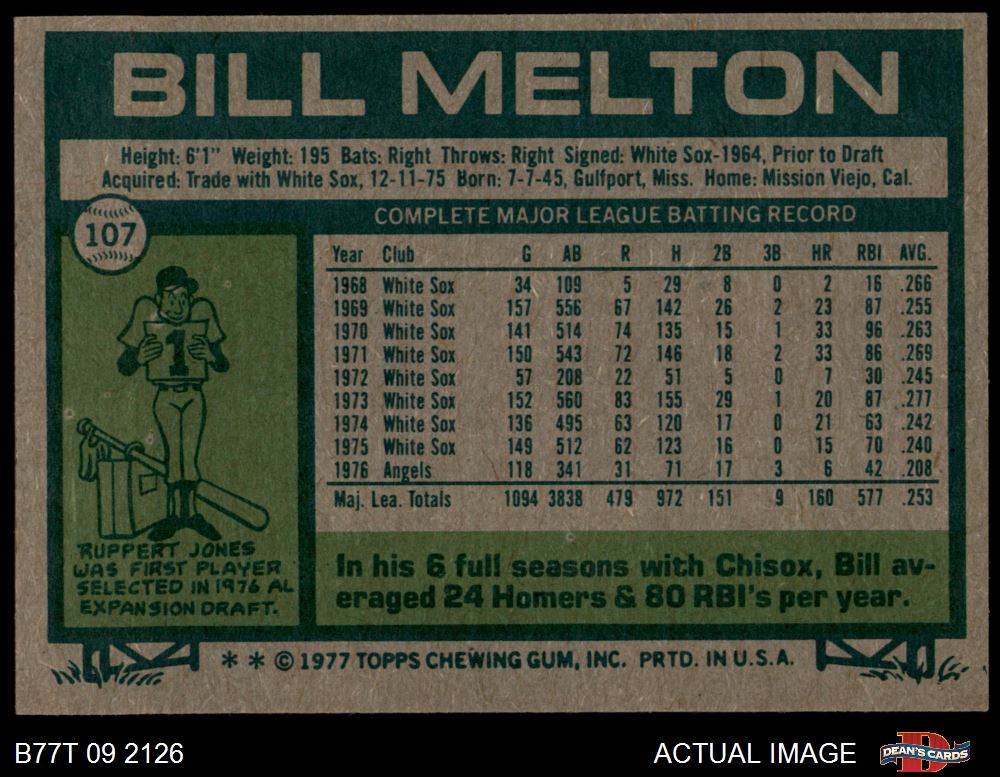 BILL MELTON
Height: 6'1" Weight: 195 Bats: Right Throws: Right Signed: White Sox-1964, Prior to Draft
Acquired: Trade with White Sox, 12-11-75 Born: 7-7-45, Gulfport, Miss. Home: Mission Viejo, Cal.
107
COMPLETE MAJOR LEAGUE BATTING RECORD
Year Club G AB R H 2B 3B HR RBI AVG.
1968 White Sox 34 109 5 29 8 0 2 16 .266
1969 White Sox 157 556 67 142 26 2 23 87 .255
1970 White Sox 141 514 74 135 15 1 33 96 .263
1971 White Sox 150 543 72 146 18 2 33 86 .269
1972 White Sox 57 208 22 51 5 0 7 30 .245
1973 White Sox 152 560 83 155 29 1 20 87 .277
1974 White Sox 136 495 63 120 17 0 21 63 .242
1975 White Sox 149 512 62 123 16 0 15 70 .240
1976 Angels 118 341 31 71 17 3 6 42 .208
Maj. Lea. Totals 1094 3838 479 972 151 9 160 577 .253
1
RUPPERT JONES
WAS FIRST PLAYER
SELECTED IN 1976 AL
EXPANSION DRAFT.
In his 6 full seasons with Chisox, Bill av-
eraged 24 Homers & 80 RBI's per year.
* * © 1977 TOPPS CHEWING GUM, INC. PRTD. IN U.S.A.
B77T 09 2126
ACTUAL IMAGE
DEAN'S CARDS